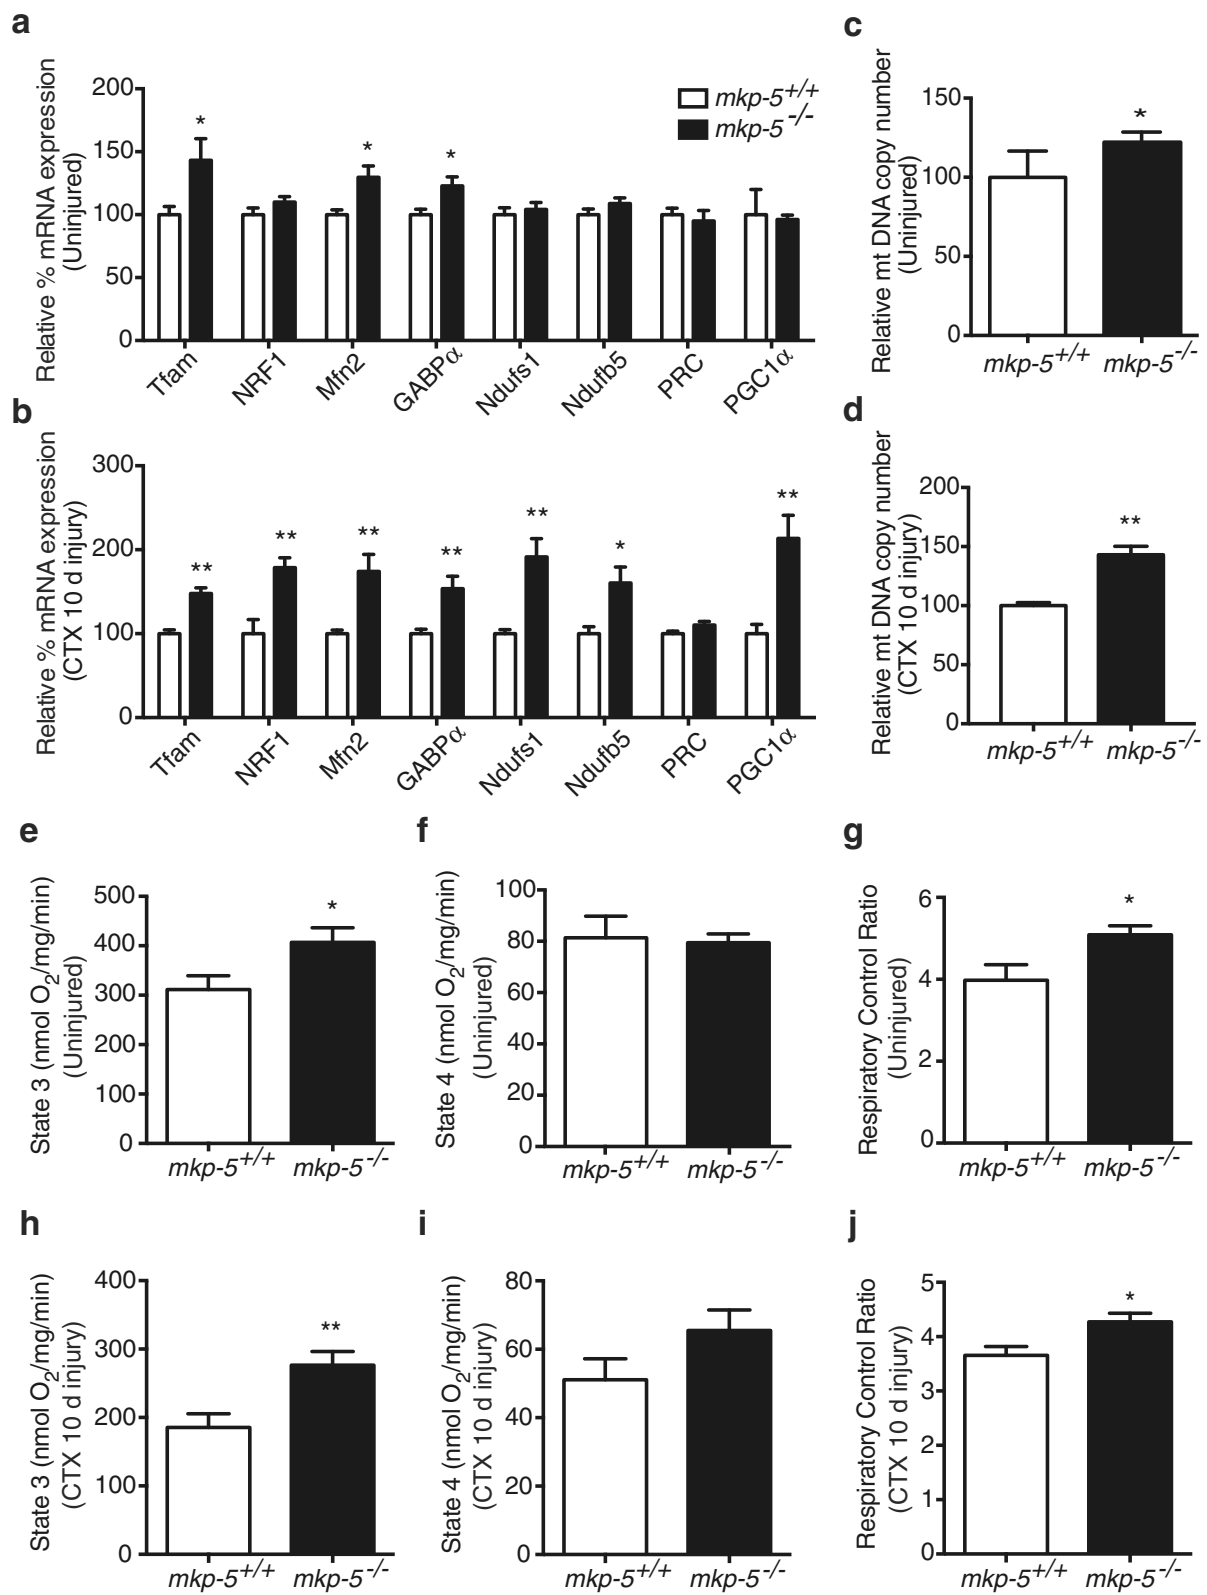 a
Relative % mRNA expression
(Uninjured)
200
150
100
50
0
* * *
mkp-5+/+
mkp-5-/-
Tfam NRF1 Mfn2 GABPα Ndufs1 Ndufb5 PRC PGC1α
c
Relative mt DNA copy number
(Uninjured)
150
100
50
0
*
mkp-5+/+ mkp-5-/-
b
Relative % mRNA expression
(CTX 10 d injury)
300
200
100
0
** ** ** ** ** * **
Tfam NRF1 Mfn2 GABPα Ndufs1 Ndufb5 PRC PGC1α
d
Relative mt DNA copy number
(CTX 10 d injury)
200
150
100
50
0
**
mkp-5+/+ mkp-5-/-
e
State 3 (nmol O2/mg/min)
(Uninjured)
500
400
300
200
100
0
*
mkp-5+/+ mkp-5-/-
f
State 4 (nmol O2/mg/min)
(Uninjured)
100
80
60
40
20
0
mkp-5+/+ mkp-5-/-
g
Respiratory Control Ratio
(Uninjured)
6
4
2
0
*
mkp-5+/+ mkp-5-/-
h
State 3 (nmol O2/mg/min)
(CTX 10 d injury)
400
300
200
100
0
**
mkp-5+/+ mkp-5-/-
i
State 4 (nmol O2/mg/min)
(CTX 10 d injury)
80
60
40
20
0
mkp-5+/+ mkp-5-/-
j
Respiratory Control Ratio
(CTX 10 d injury)
5
4
3
2
1
0
*
mkp-5+/+ mkp-5-/-